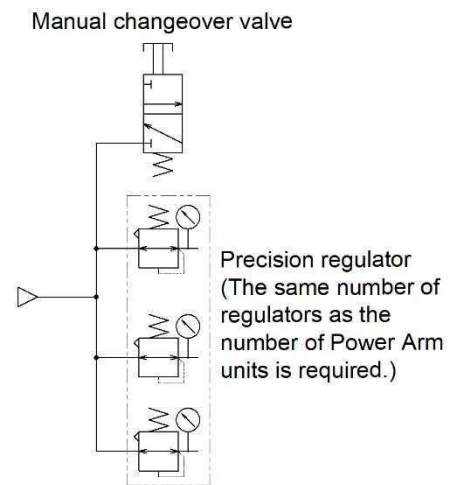 Manual changeover valve
Precision regulator
(The same number of
regulators as the
number of Power Arm
units is required.)